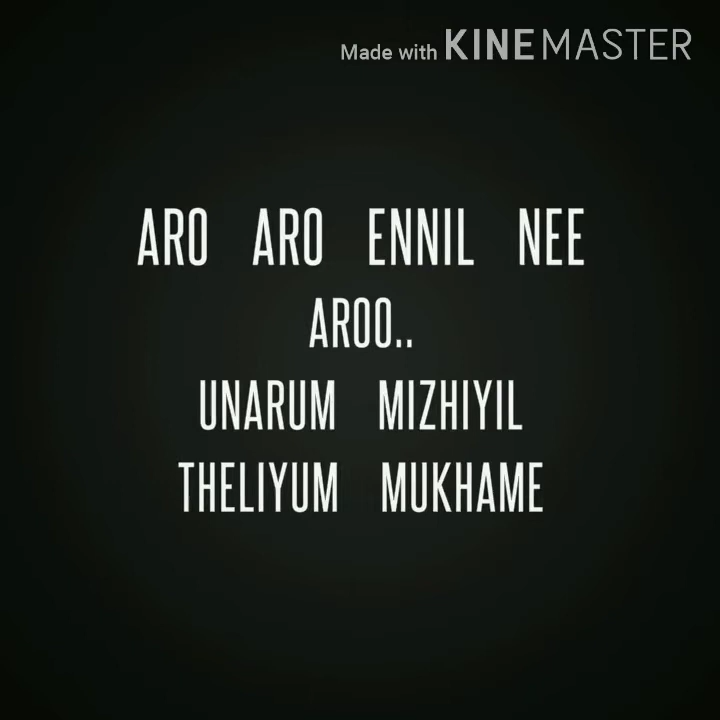 Made with KINEMASTER
ARO ARO ENNIL NEE
AROO..
UNARUM MIZHIYIL
THELIYUM MUKHAME